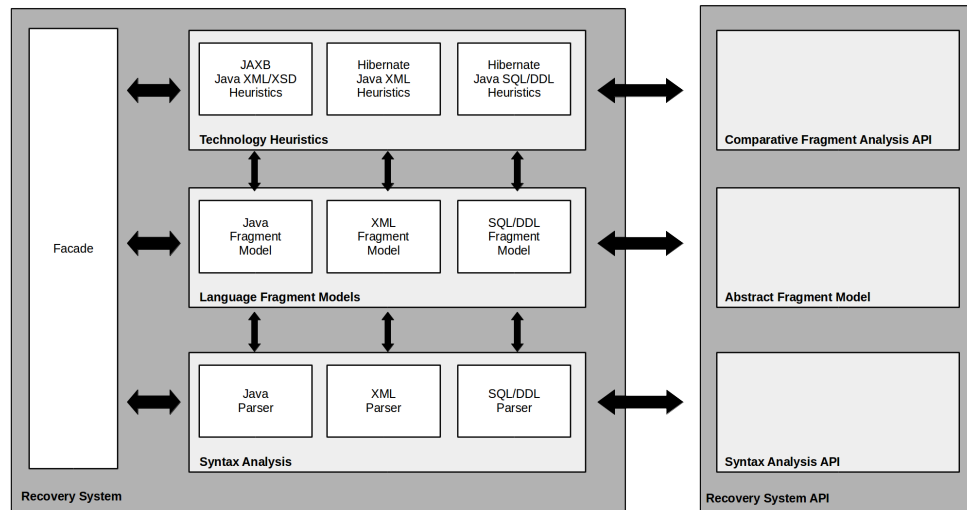 Facade
JAXB
Java XML/XSD
Heuristics
Hibernate
Java XML
Heuristics
Hibernate
Java SQL/DDL
Heuristics
Technology Heuristics
Comparative Fragment Analysis API
Java
Fragment
Model
XML
Fragment
Model
SQL/DDL
Fragment
Model
Language Fragment Models
Abstract Fragment Model
Java
Parser
XML
Parser
SQL/DDL
Parser
Syntax Analysis
Syntax Analysis API
Recovery System
Recovery System API